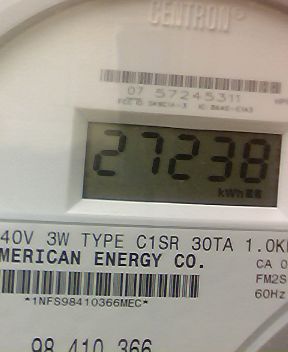 CENTRON®
07 57245311
27238
kWh
40V 3W TYPE C1SR 30TA 1.0K
MERICAN ENERGY CO.
CA 0
FM2S
60Hz
*1NFS98410366MEC*
98 410 366